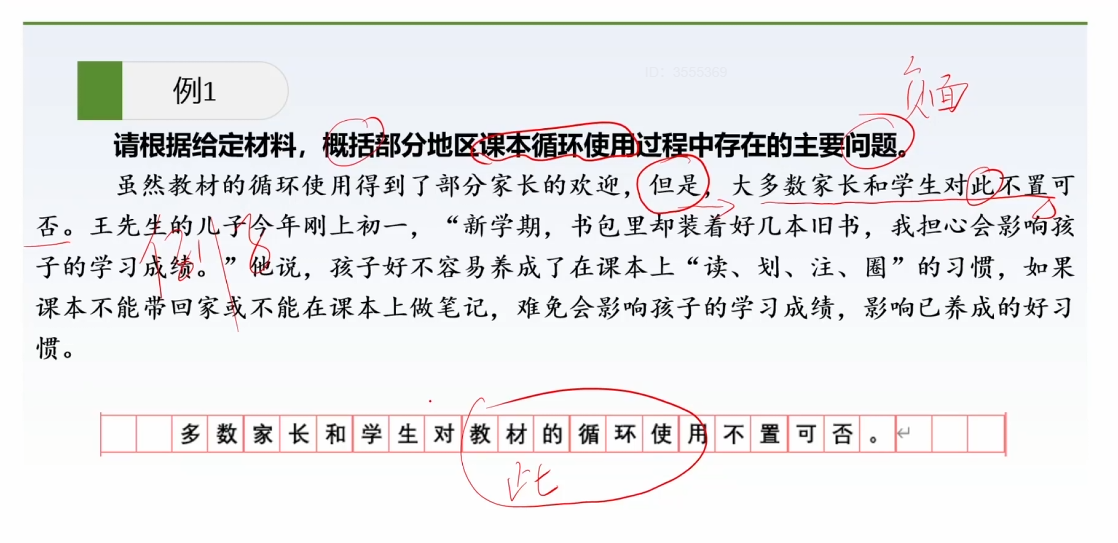 ID：3555369
例1
负面
请根据给定材料，概括部分地区课本循环使用过程中存在的主要问题。
虽然教材的循环使用得到了部分家长的欢迎，但是，大多数家长和学生对此不置可
否。王先生的儿子今年刚上初一，“新学期，书包里却装着好几本旧书，我担心会影响孩
子的学习成绩。”他说，孩子好不容易养成了在课本上“读、划、注、圈”的习惯，如果
课本不能带回家或不能在课本上做笔记，难免会影响孩子的学习成绩，影响已养成的好习
惯。
多数家长和学生对教材的循环使用不置可否。
此